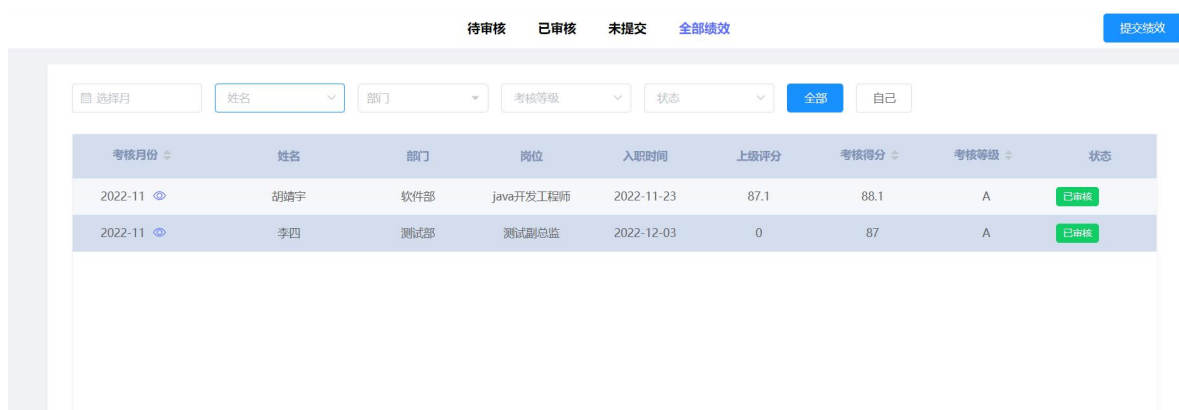 待审核 已审核 未提交 全部绩效 提交绩效
选择月 姓名 部门 考核等级 状态 全部 自己
考核月份 姓名 部门 岗位 入职时间 上级评分 考核得分 考核等级 状态
2022-11 胡靖宇 软件部 java开发工程师 2022-11-23 87.1 88.1 A 已审核
2022-11 李四 测试部 测试副总监 2022-12-03 0 87 A 已审核